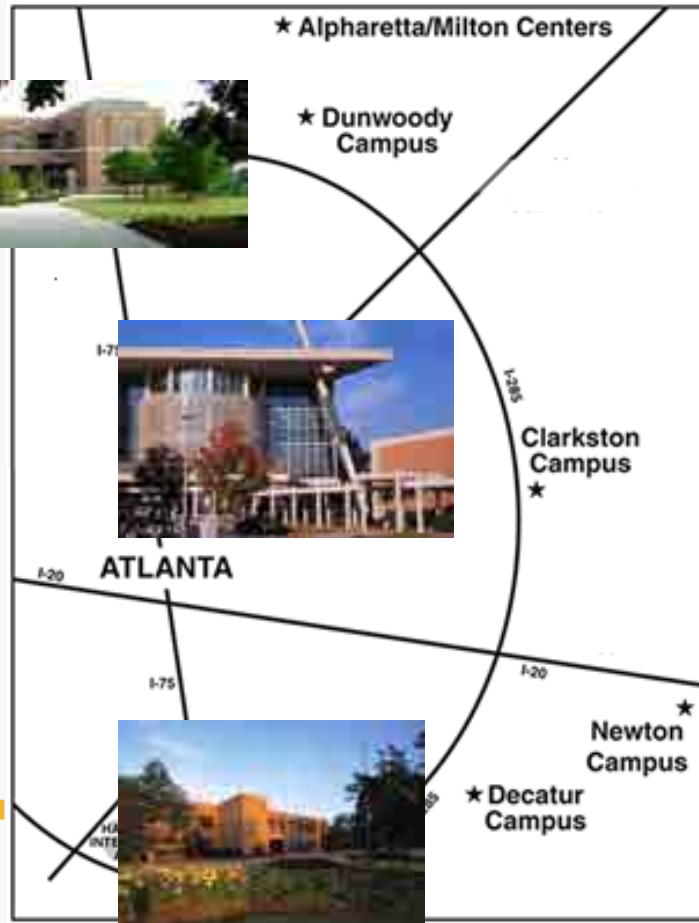 Alpharetta/Milton Centers
Dunwoody
Campus
I-285
Clarkston
Campus
ATLANTA
I-20
I-20
I-75
Newton
Campus
Decatur
Campus